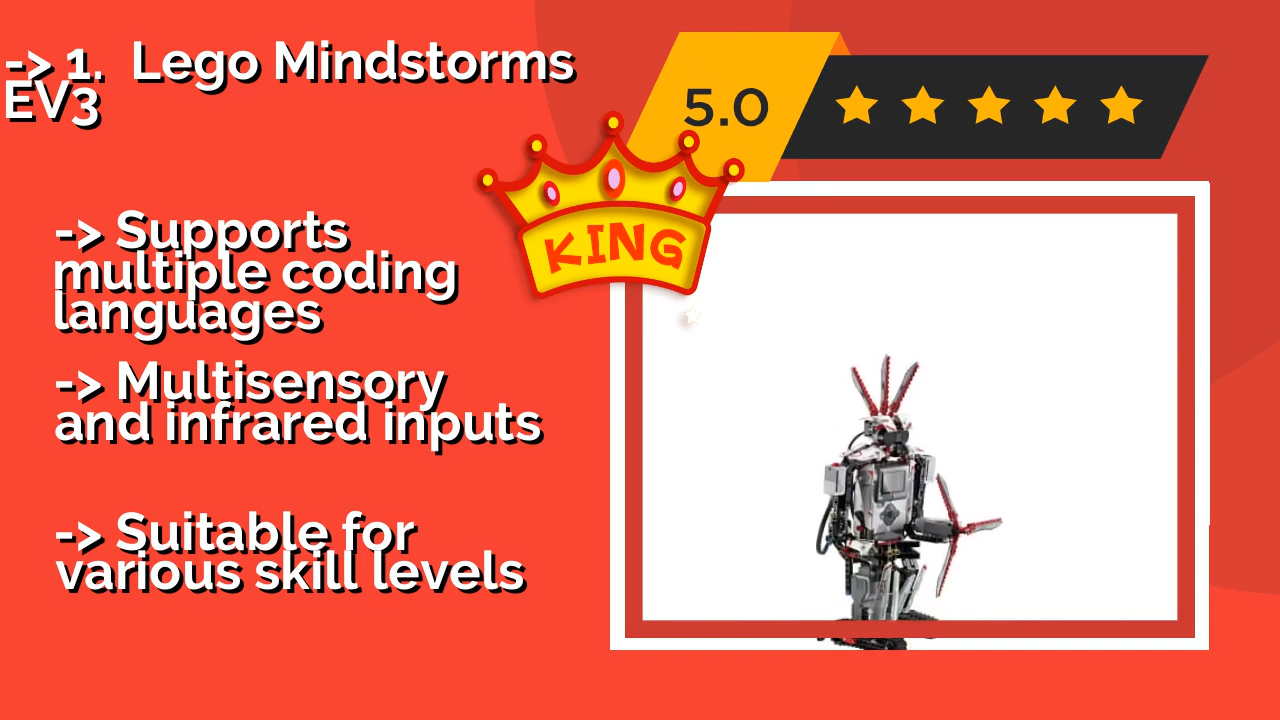 -> 1.  Lego Mindstorms
EV3
5.0
KING
-> Supports
multiple coding
languages
-> Multisensory
and infrared inputs
-> Suitable for
various skill levels